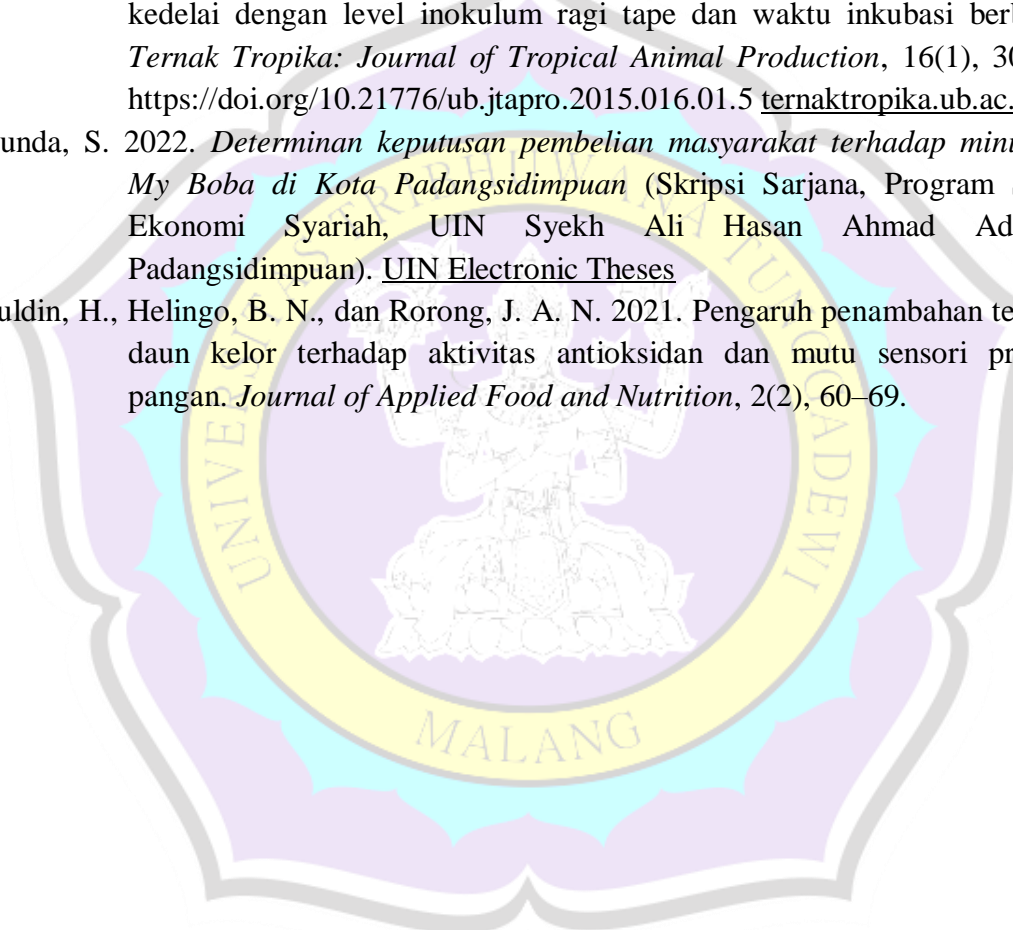 kedelai dengan level inokulum ragi tape dan waktu inkubasi
Ternak Tropika: Journal of Tropical Animal Production, 16(1),
https://doi.org/10.21776/ub.jtapro.2015.016.01.5 ternaktropika.ub.ac.
unda, S. 2022. Determinan keputusan pembelian masyarakat terhadap
My Boba di Kota Padangsidimpuan (Skripsi Sarjana, Program
Ekonomi Syariah, UIN Syekh Ali Hasan Ahmad Ad
Padangsidimpuan). UIN Electronic Theses
uldin, H., Helingo, B. N., dan Rorong, J. A. N. 2021. Pengaruh penambahan te
daun kelor terhadap aktivitas antioksidan dan mutu sensori pr
pangan. Journal of Applied Food and Nutrition, 2(2), 60–69.
UNIVERSITAS TRIBHUWANA TUNGGADEWI
MALANG